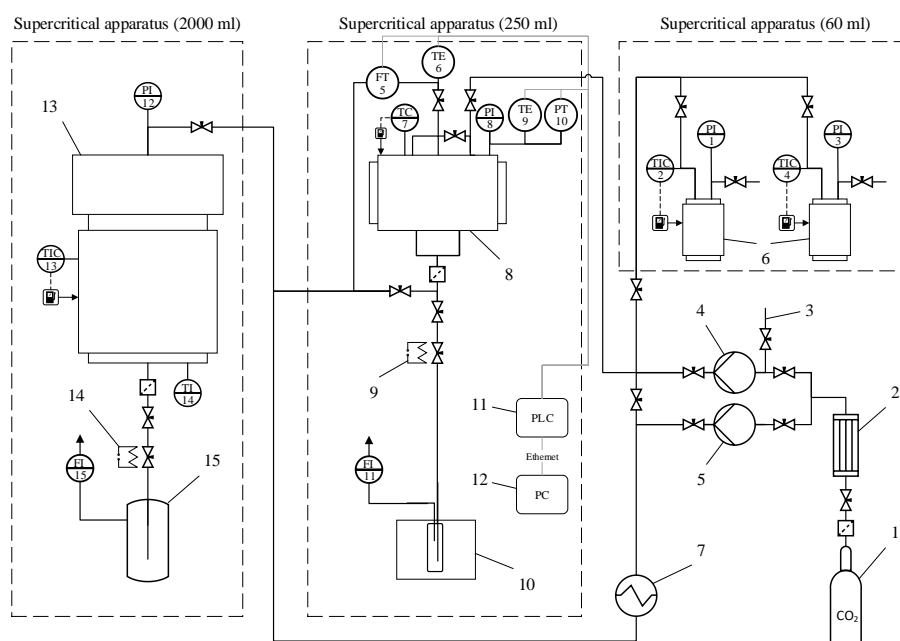 Supercritical apparatus (2000 ml)
Supercritical apparatus (250 ml)
Supercritical apparatus (60 ml)
PI
12
13
TIC
13
TI
14
14
FI
15
15
FT
5
TE
6
TC
7
PI
8
TE
9
PT
10
8
9
FI
11
10
11
PLC
Ethernet
12
PC
TIC
2
PI
1
TIC
4
PI
3
6
4
3
5
2
7
1
CO₂